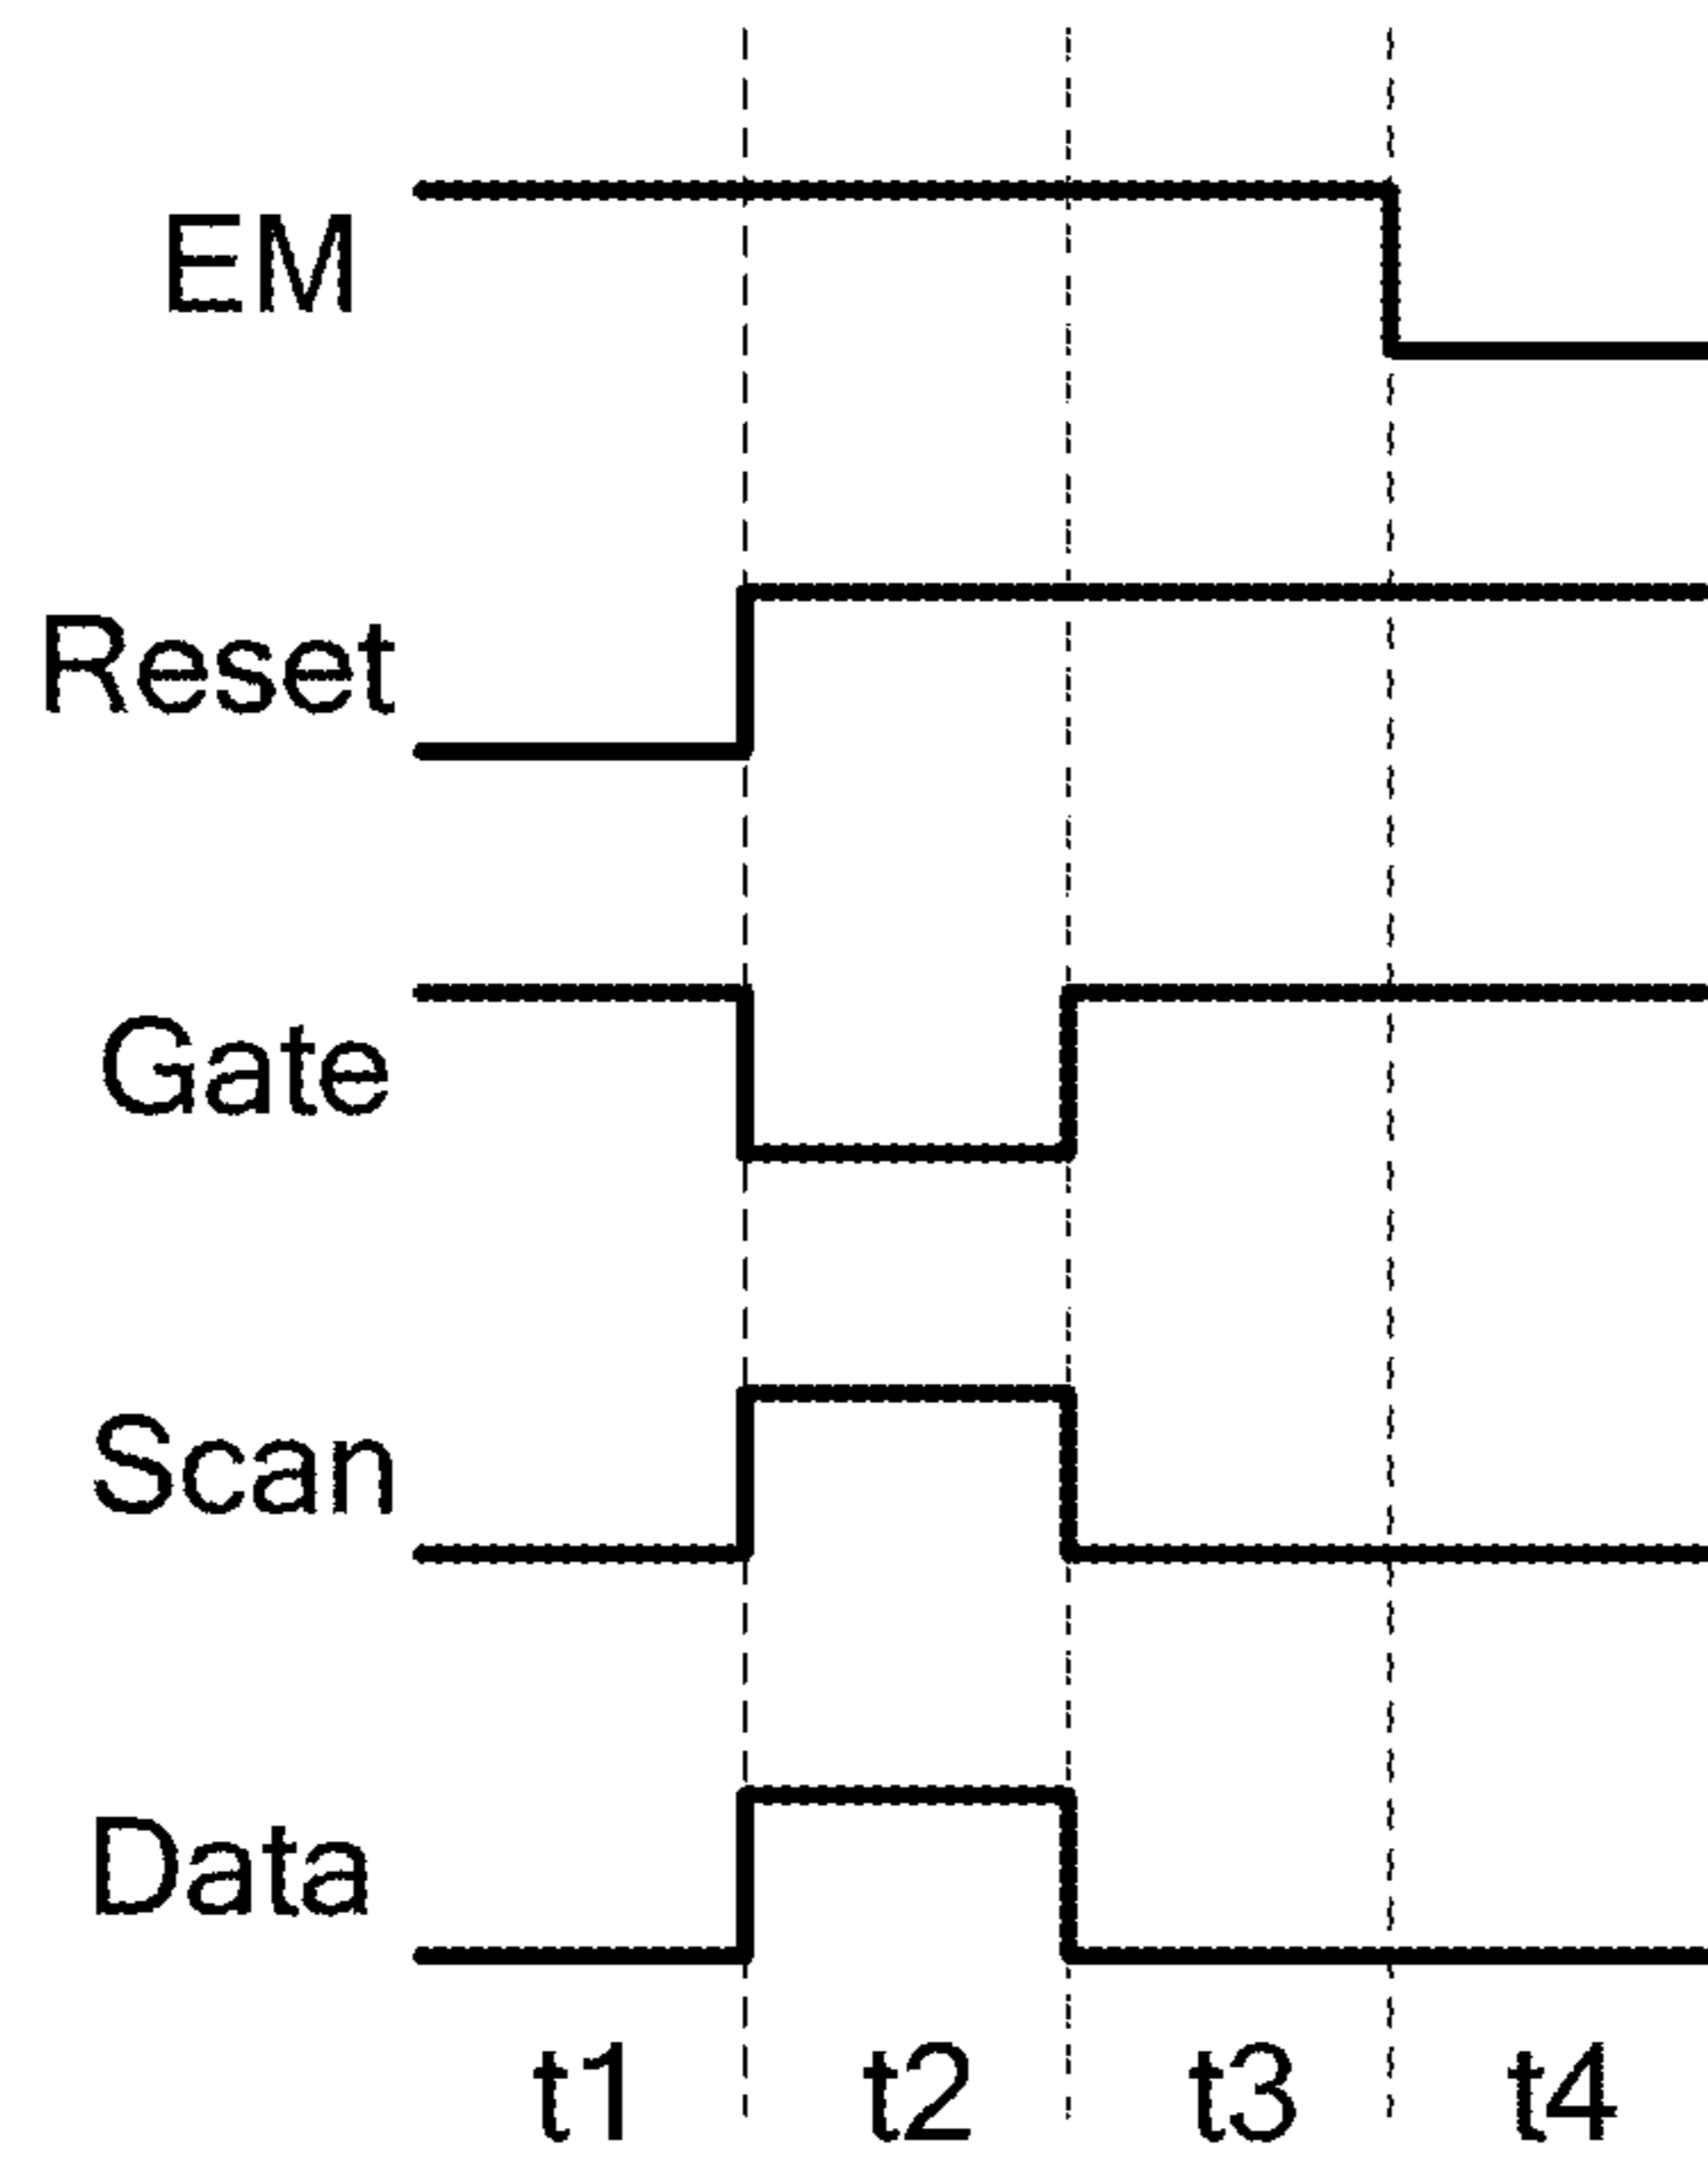 EM
Reset
Gate
Scan
Data
t1 t2 t3 t4